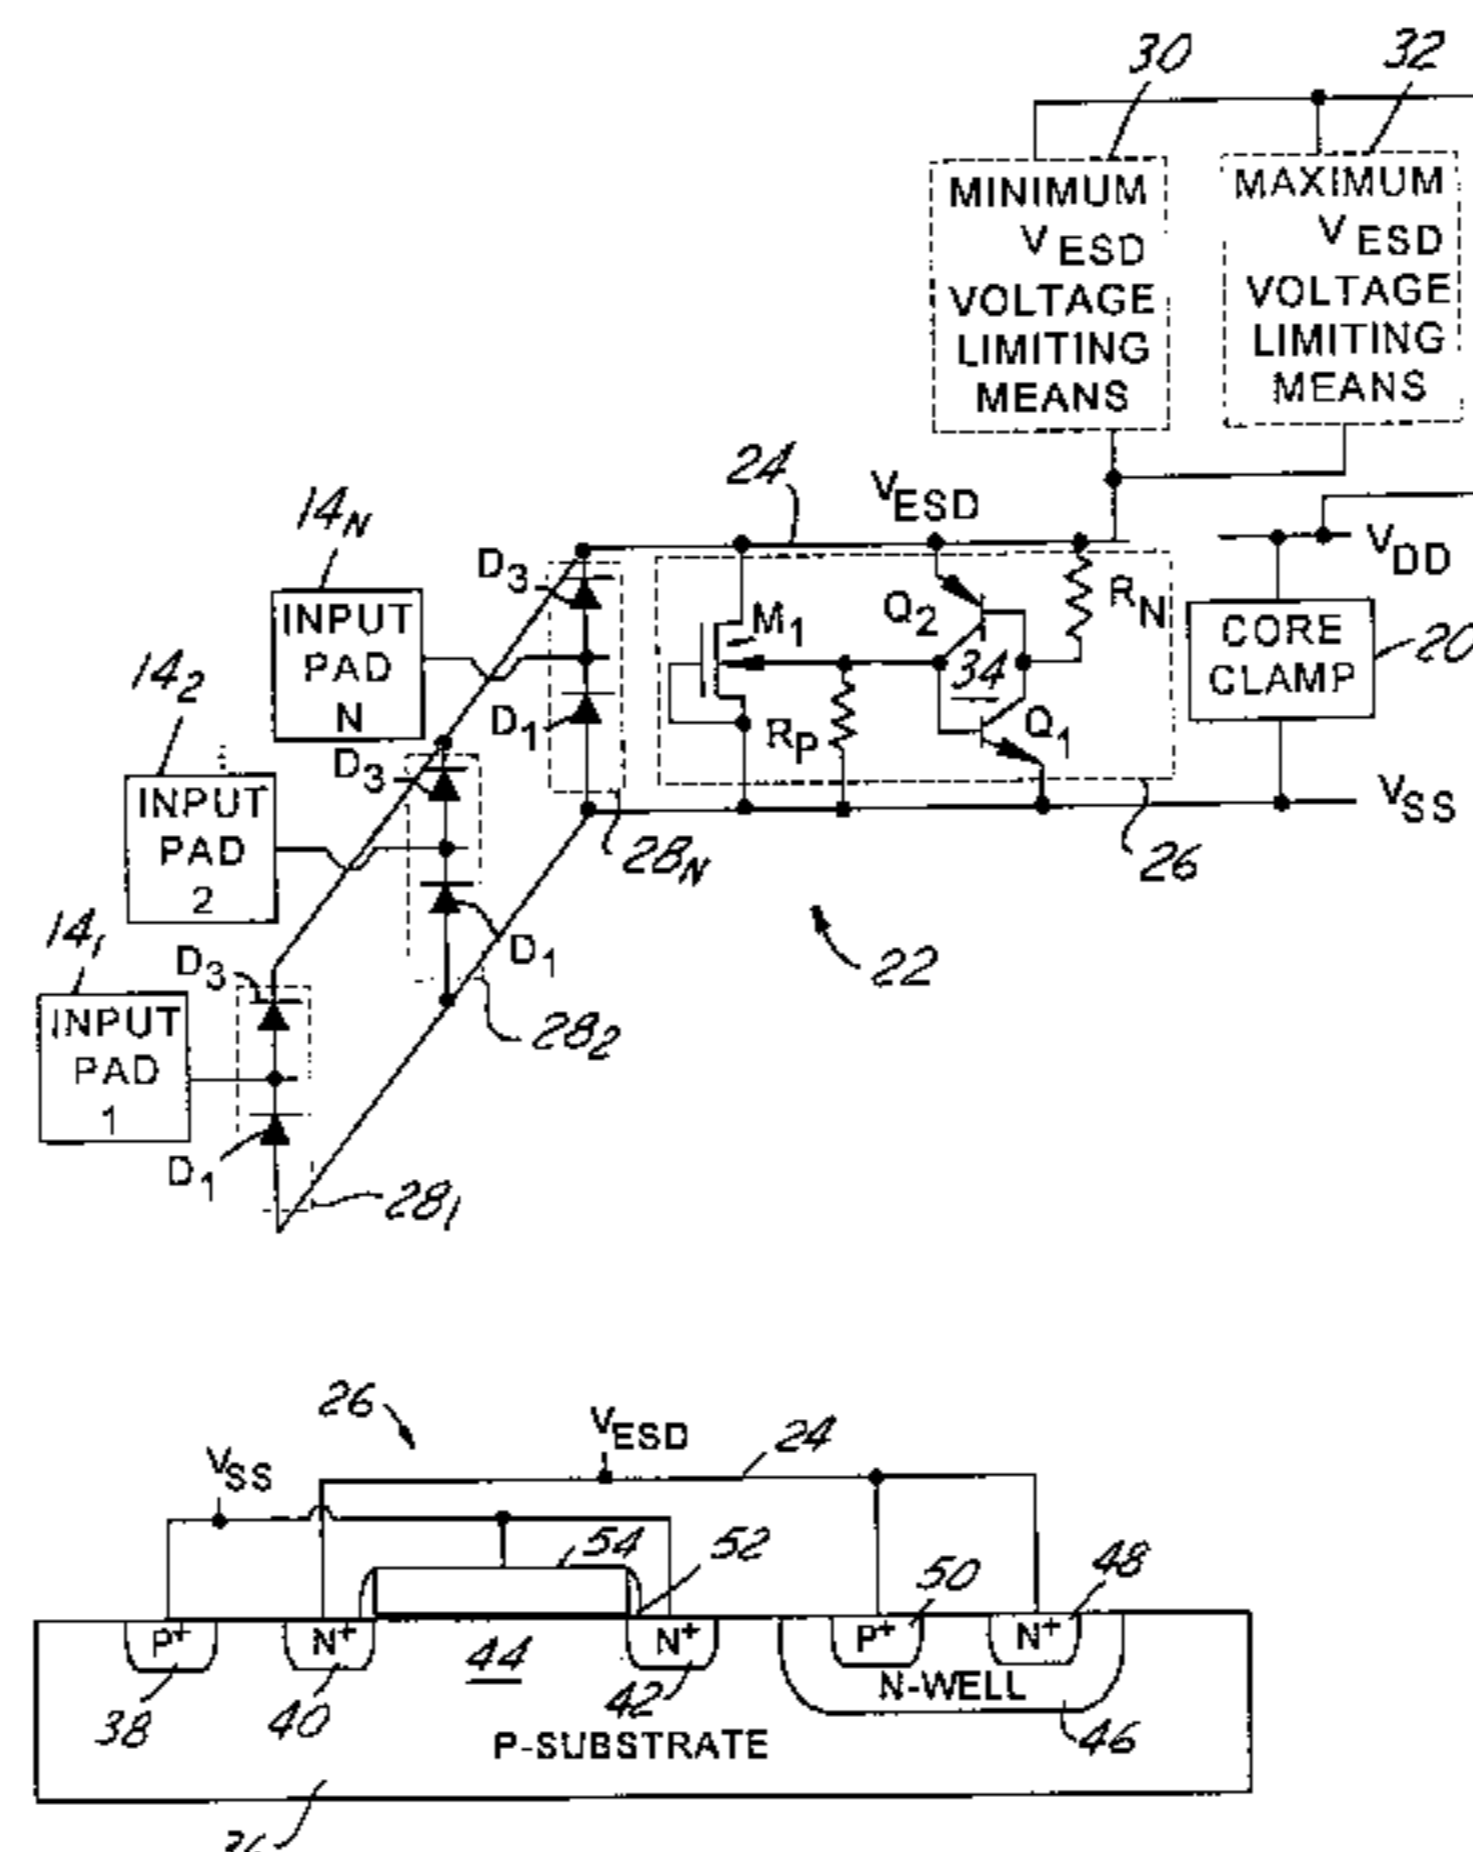 30
32
MINIMUM
VESD
VOLTAGE
LIMITING
MEANS
MAXIMUM
VESD
VOLTAGE
LIMITING
MEANS
24
VESD
14N
INPUT
PAD
N
D3
D1
M1
Q2
34
Q1
RN
RP
VDD
CORE
CLAMP
20
VSS
26
28N
22
142
INPUT
PAD
2
D3
D1
282
141
INPUT
PAD
1
D3
D1
281
26
VSS
VESD
24
54
52
50
48
P+
N+
44
N+
P+
N+
N-WELL
38
40
42
46
P-SUBSTRATE